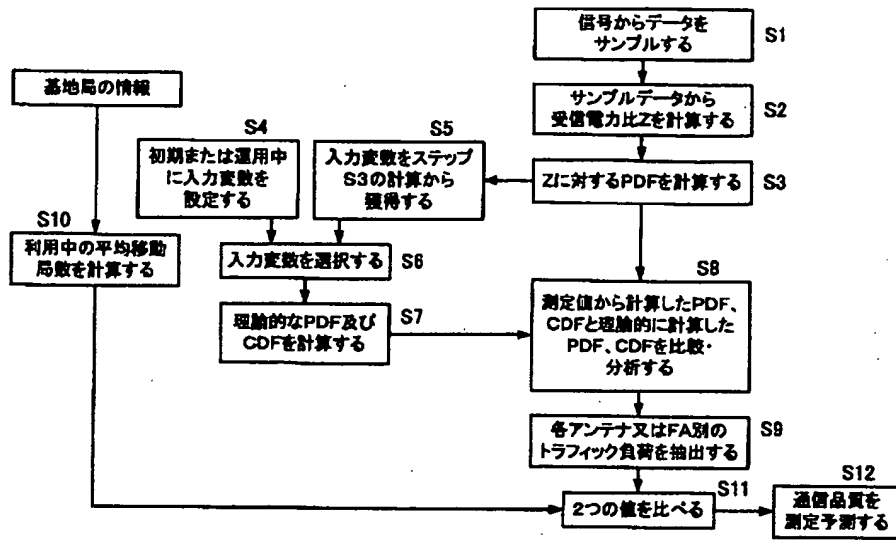 信号からデータを
サンプルする
S1
基地局の情報
サンプルデータから
受信電力比Zを計算する
S2
S4
初期または運用中
に入力変数を
設定する
S5
入力変数をステップ
S3の計算から
獲得する
Zに対するPDFを計算する
S3
S10
利用中の平均移動
局数を計算する
入力変数を選択する
S6
理論的なPDF及び
CDFを計算する
S7
S8
測定値から計算したPDF、
CDFと理論的に計算した
PDF、CDFを比較・
分析する
各アンテナ又はFA別の
トラフィック負荷を抽出する
S9
2つの値を比べる
S11
S12
通信品質を
測定予測する